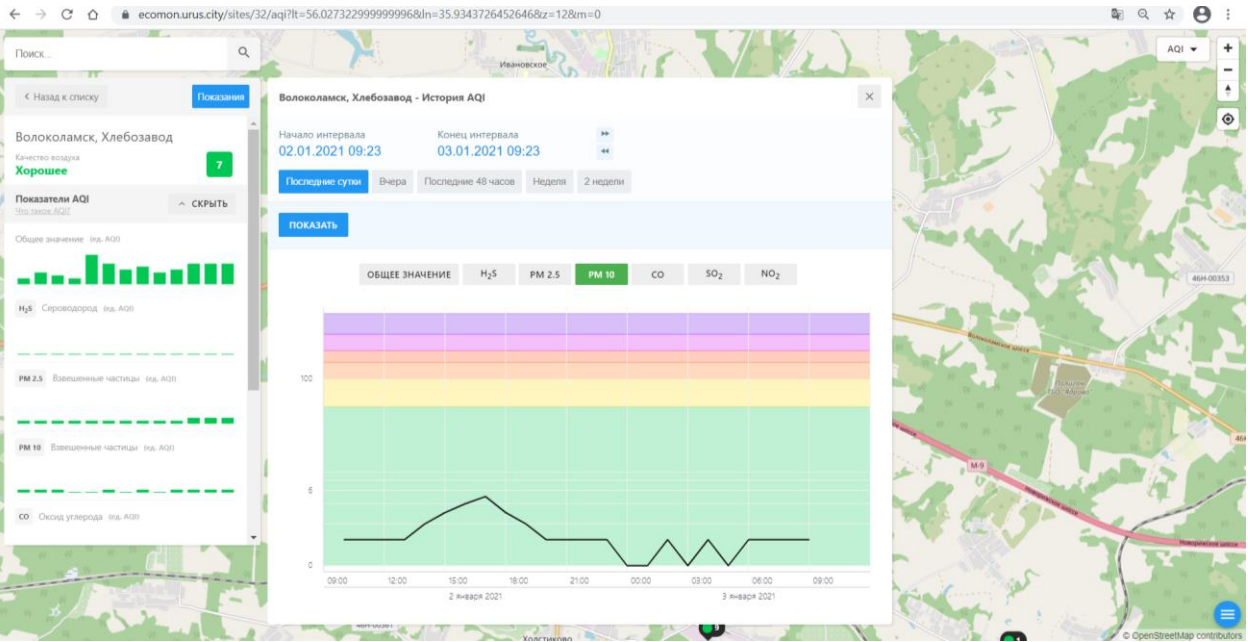 ecomon.urus.city/sites/32/aqi?lt=56.027322999999996&ln=35.9343726452646&z=12&m=0
Поиск...
Ивановское
AQI
Назад к списку
Показания
Волоколамск, Хлебозавод
Качество воздуха
Хорошее
7
Показатели AQI
Что такое AQI?
СКРЫТЬ
Общее значение (ед. AQI)
H₂S Сероводород (ед. AQI)
PM 2.5 Взвешенные частицы (ед. AQI)
PM 10 Взвешенные частицы (ед. AQI)
CO Оксид углерода (ед. AQI)
Волоколамск, Хлебозавод - История AQI
Начало интервала
02.01.2021 09:23
Конец интервала
03.01.2021 09:23
Последние сутки Вчера Последние 48 часов Неделя 2 недели
ПОКАЗАТЬ
ОБЩЕЕ ЗНАЧЕНИЕ H₂S PM 2.5 PM 10 CO SO₂ NO₂
100
6
0
09:00 12:00 15:00 18:00 21:00 00:00 03:00 06:00 09:00
2 января 2021 3 января 2021
46Н-00353
Волоколамское шоссе
Полигон
М-9
Новорижское шоссе
Новорижское шоссе
Холстиково
9
1
© OpenStreetMap contributors